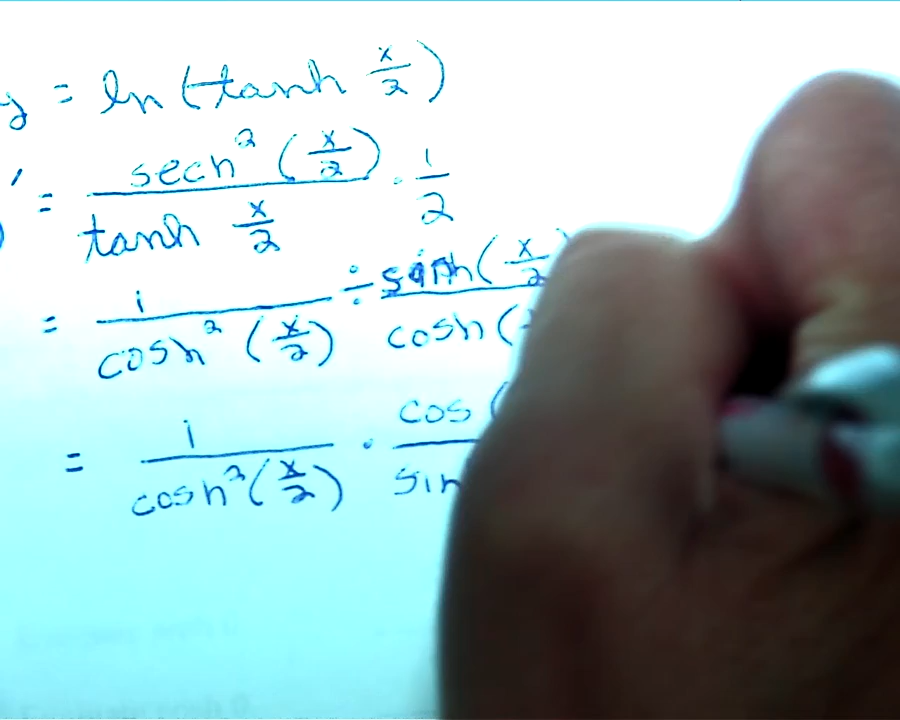 y = ln (tanh x/2)
y' = sech² (x/2) / tanh x/2 · 1/2
= 1 / cosh² (x/2) ÷ sinh (x/2) / cosh (
= 1 / cosh² (x/2) · cos ( / sin